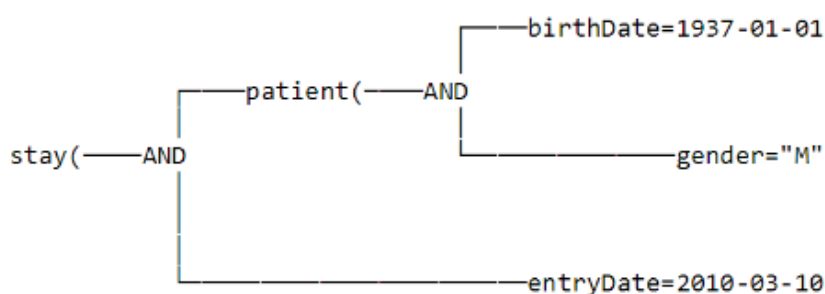 birthDate=1937-01-01
patient( AND
gender="M"
stay( AND
entryDate=2010-03-10